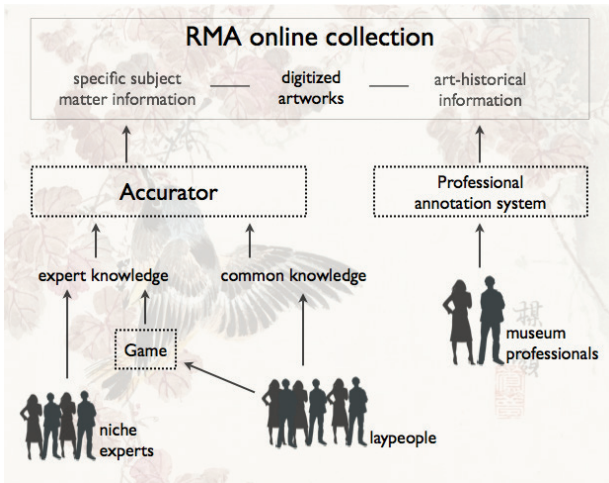 RMA online collection
specific subject
matter information
digitized
artworks
art-historical
information
Accurator
Professional
annotation system
expert knowledge
common knowledge
Game
museum
professionals
niche
experts
laypeople